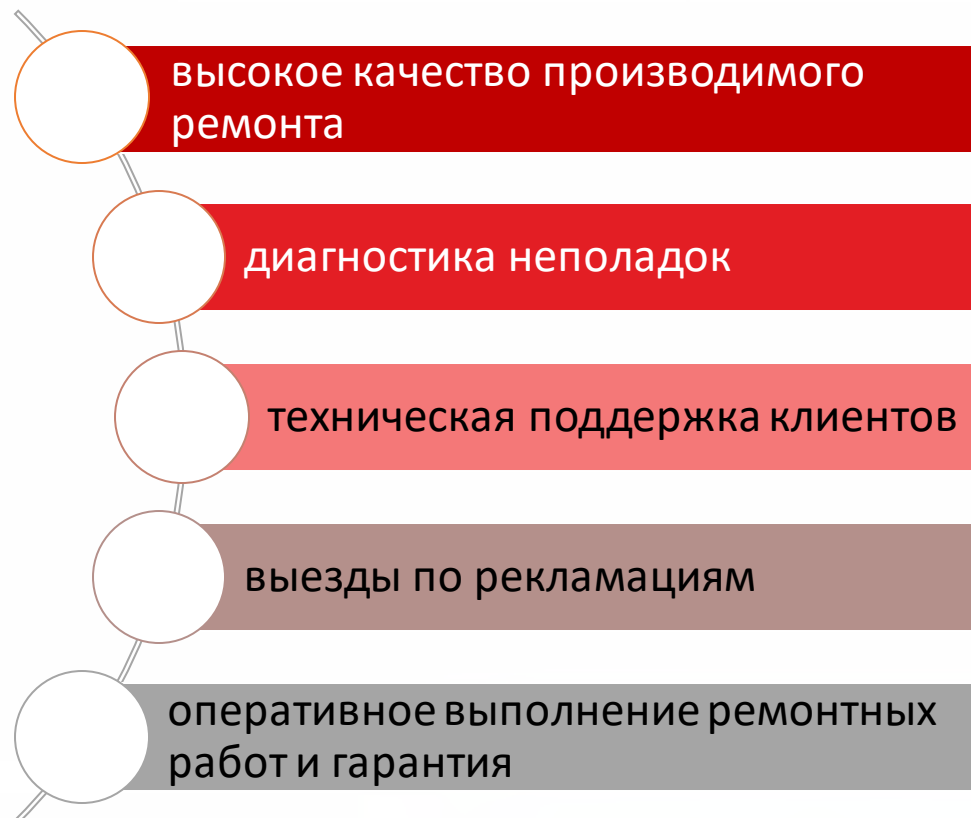 высокое качество производимого
ремонта
диагностика неполадок
техническая поддержка клиентов
выезды по рекламациям
оперативное выполнение ремонтных
работ и гарантия